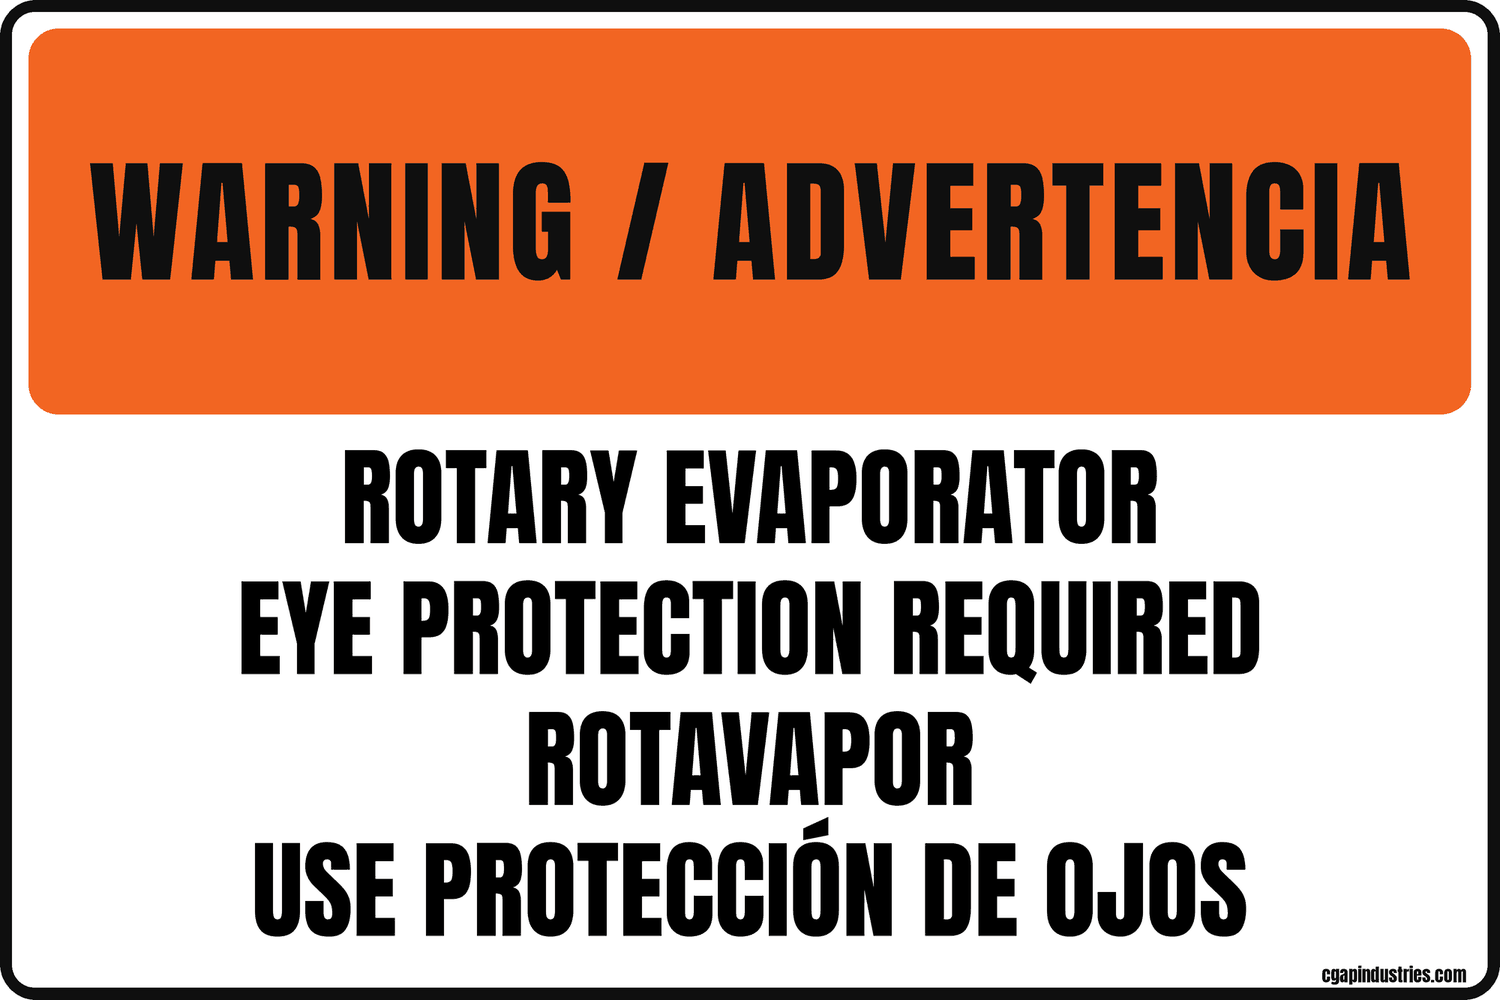 WARNING / ADVERTENCIA
ROTARY EVAPORATOR
EYE PROTECTION REQUIRED
ROTAVAPOR
USE PROTECCIÓN DE OJOS
cgapindustries.com